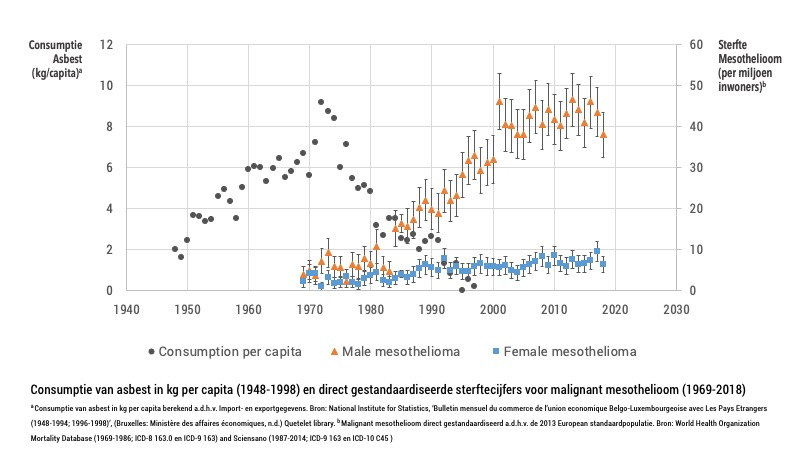 Consumptie
Asbest
(kg/capita)ᵃ
12
10
8
6
4
2
0
60
50
40
30
20
10
0
Sterfte
Mesothelioom
(per miljoen
inwoners)ᵇ
1940 1950 1960 1970 1980 1990 2000 2010 2020 2030
Consumption per capita Male mesothelioma Female mesothelioma
Consumptie van asbest in kg per capita (1948-1998) en direct gestandaardiseerde sterftecijfers voor malignant mesothelioom (1969-2018)
ᵃ Consumptie van asbest in kg per capita berekend a.d.h.v. Import- en exportgegevens. Bron: National Institute for Statistics, ‘Bulletin mensuel du commerce de l'union economique Belgo-Luxembourgeoise avec Les Pays Etrangers
(1948-1994; 1996-1998)’, (Bruxelles: Ministère des affaires économiques, n.d.) Quetelet library. ᵇ Malignant mesothelioom direct gestandaardiseerd a.d.h.v. de 2013 European standaardpopulatie. Bron: World Health Organization
Mortality Database (1969-1986; ICD-8 163.0 en ICD-9 163) and Sciensano (1987-2014; ICD-9 163 en ICD-10 C45 )